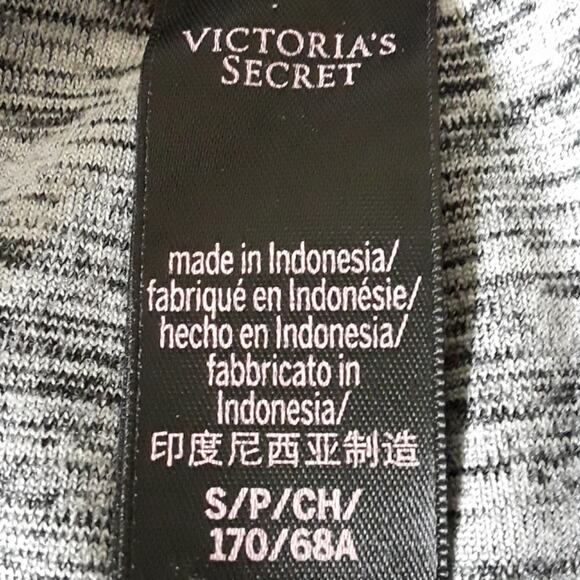 VICTORIA'S
SECRET
made in Indonesia/
fabriqué en Indonésie/
hecho en Indonesia/
fabbricato in
Indonesia/
印度尼西亚制造
S/P/CH/
170/68A